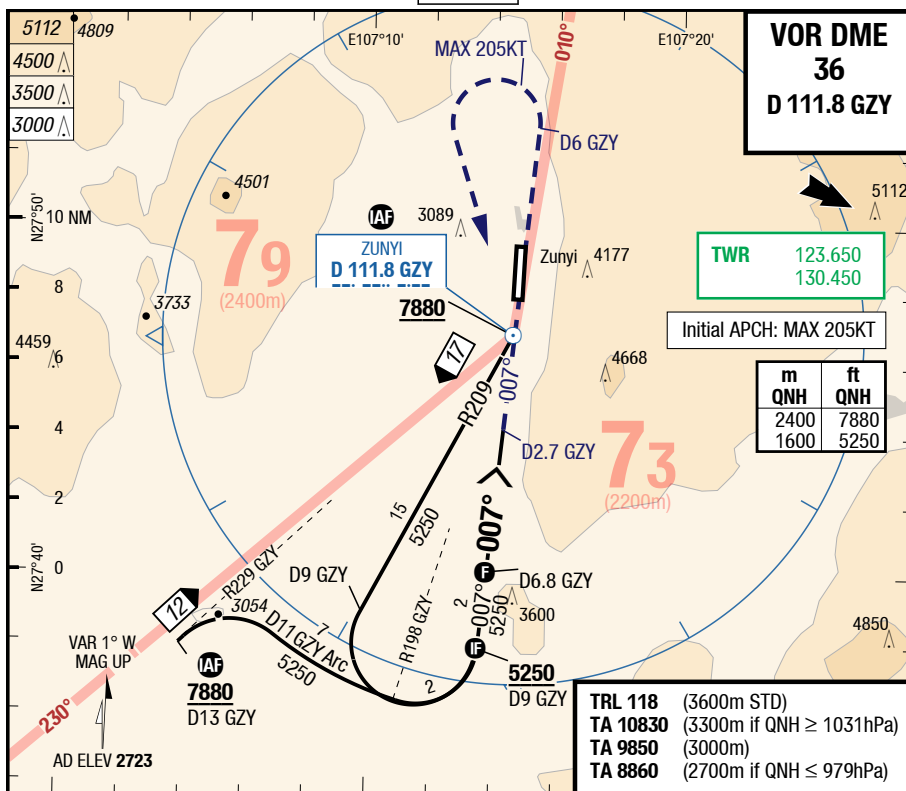 5112
4809
4500
3500
3000
E107°10'
E107°20'
MAX 205KT
010°
VOR DME
36
D 111.8 GZY
D6 GZY
5112
4501
N27°50'
10 NM
IAF
3089
79
(2400m)
ZUNYI
D 111.8 GZY
Zunyi
4177
TWR 123.650
130.450
8
7880
3733
Initial APCH: MAX 205KT
4459
6
17
4668
m ft
QNH QNH
2400 7880
1600 5250
R209
007°
4
D2.7 GZY
73
(2200m)
2
15
5250
007°
N27°40'
0
R229 GZY
D9 GZY
F
D6.8 GZY
2
007°
5250
R198 GZY
3600
12
3054
D11 GZY Arc
7
5250
4850
VAR 1° W
MAG UP
IAF
7880
D13 GZY
2
IF
5250
D9 GZY
230°
AD ELEV 2723
TRL 118 (3600m STD)
TA 10830 (3300m if QNH ≥ 1031hPa)
TA 9850 (3000m)
TA 8860 (2700m if QNH ≤ 979hPa)